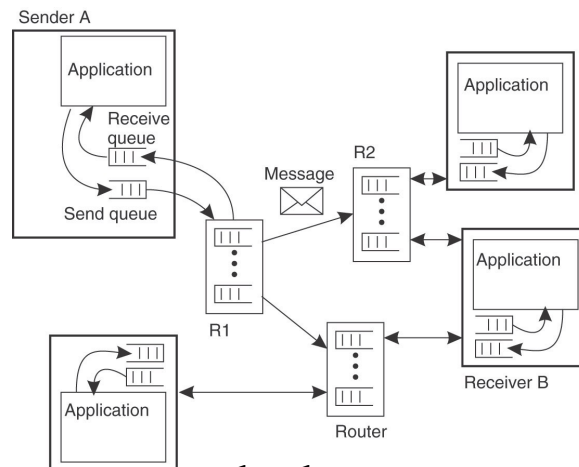 Sender A
Application
Receive
queue
Send queue
Message
R1
R2
Application
Application
Receiver B
Router
Application